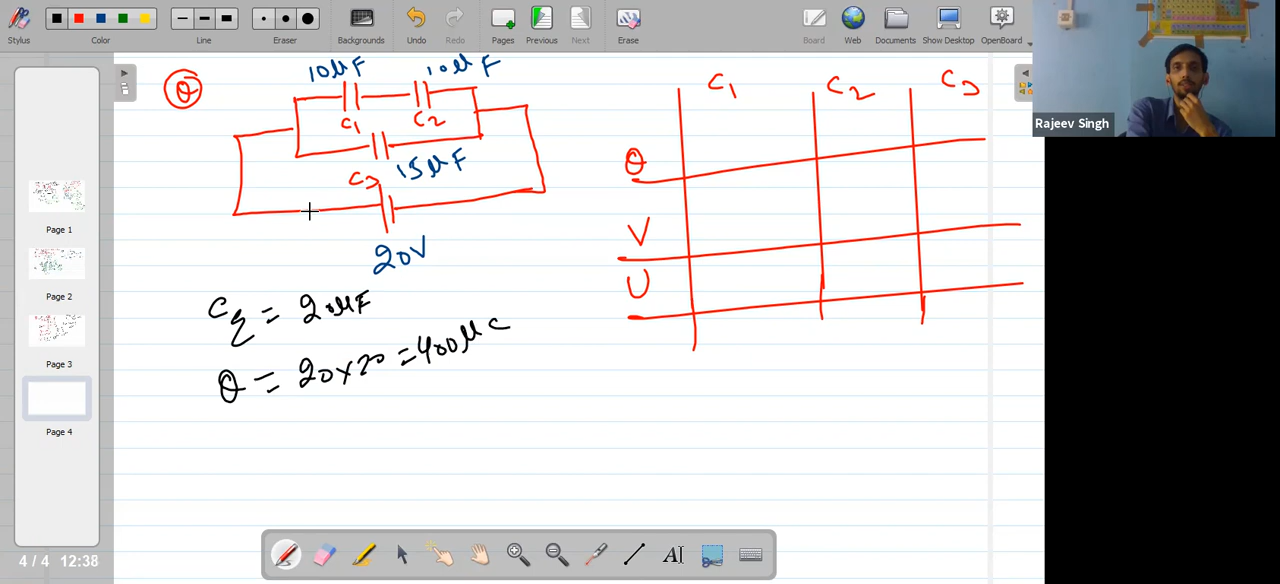 Stylus
Color
Line
Eraser
Backgrounds
Undo
Redo
Pages
Previous
Next
Erase
Board
Web
Documents
Show Desktop
OpenBoard
Rajeev Singh
Page 1
Page 2
Page 3
Page 4
4 / 4 12:38
Q
10μF 10μF
C1 C2
15μF
C3
20V
Cq = 20μF
Q = 20×20 = 400μC
C1 C2 C3
Q
V
U